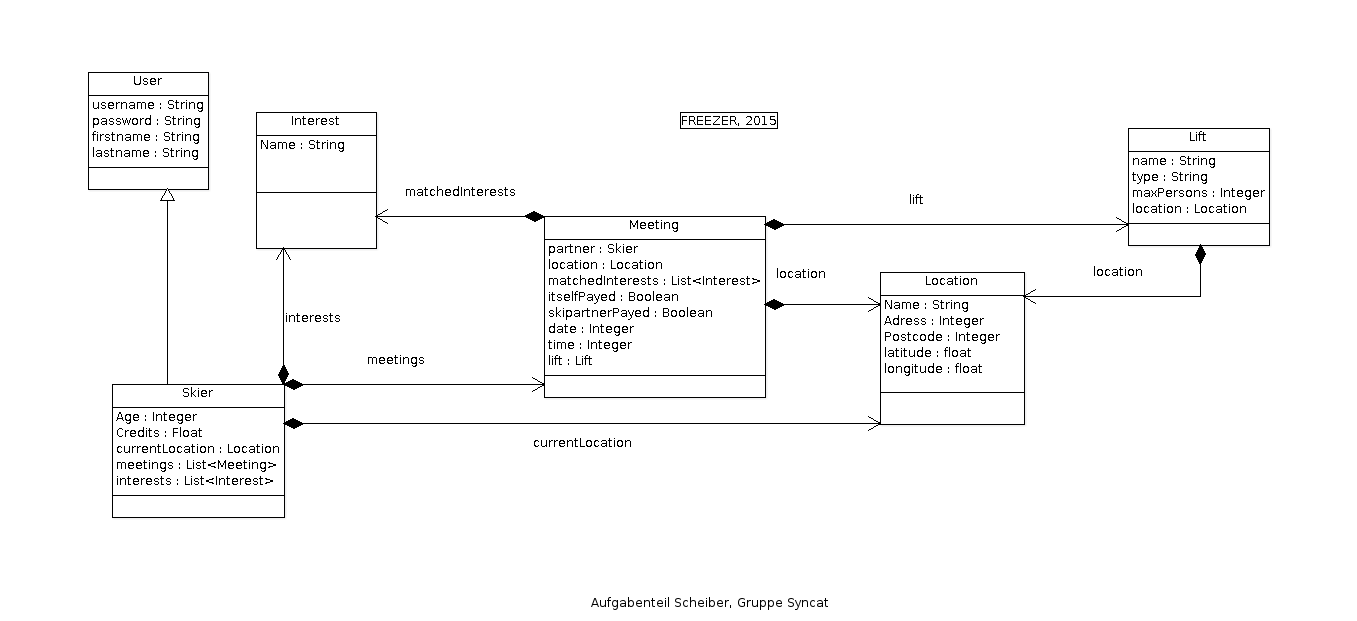 User
username : String
password : String
firstname : String
lastname : String
Interest
Name : String
FREEZER, 2015
Lift
name : String
type : String
maxPersons : Integer
location : Location
matchedInterests
lift
Meeting
partner : Skier
location : Location
matchedInterests : List<Interest>
itselfPayed : Boolean
skipartnerPayed : Boolean
date : Integer
time : Integer
lift : Lift
location
location
Location
Name : String
Adress : Integer
Postcode : Integer
latitude : float
longitude : float
interests
meetings
Skier
Age : Integer
Credits : Float
currentLocation : Location
meetings : List<Meeting>
interests : List<Interest>
currentLocation
Aufgabenteil Scheiber, Gruppe Syncat